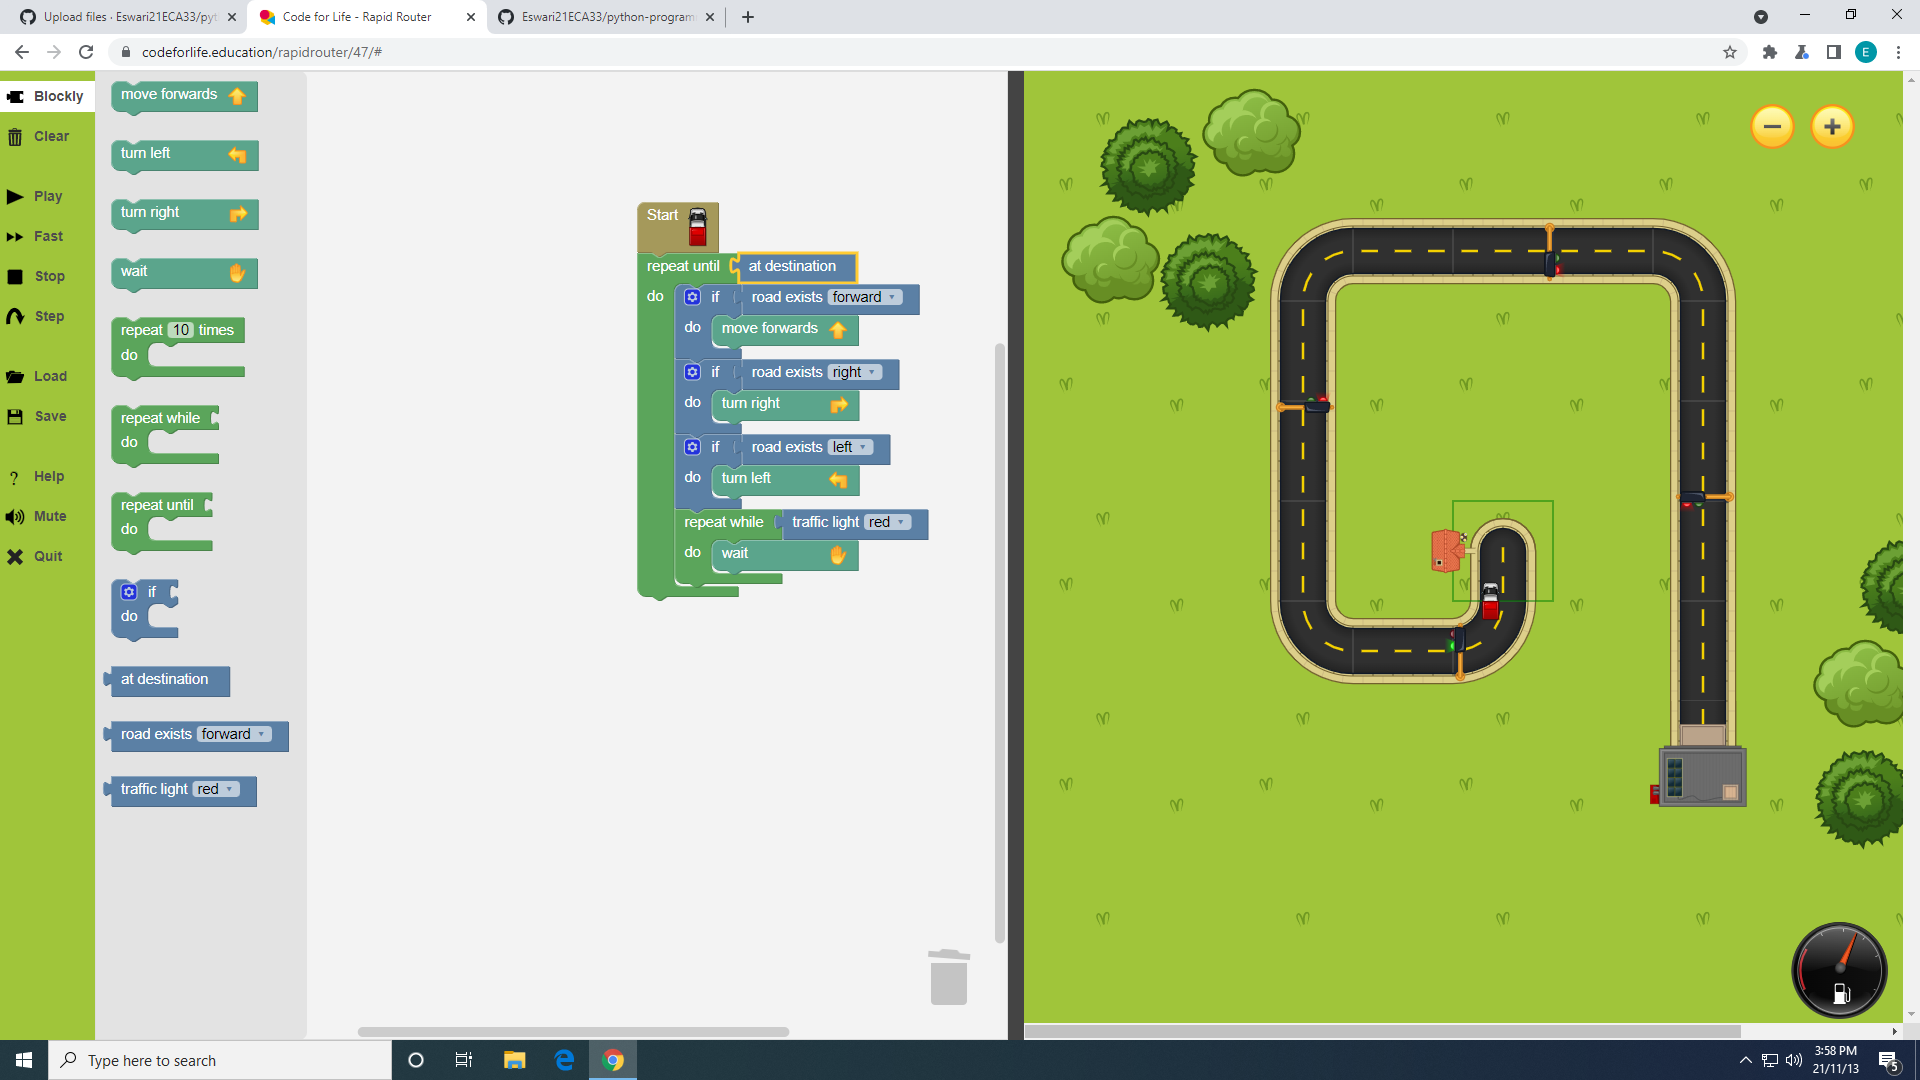 Upload files · Eswari21ECA33/pyt
Code for Life - Rapid Router
Eswari21ECA33/python-program
codeforlife.education/rapidrouter/47/#
E
Blockly
Clear
Play
Fast
Stop
Step
Load
Save
Help
Mute
Quit
move forwards
turn left
turn right
wait
repeat 10 times
do
repeat while
do
repeat until
do
if
do
at destination
road exists forward
traffic light red
Start
repeat until at destination
do if road exists forward
do move forwards
if road exists right
do turn right
if road exists left
do turn left
repeat while traffic light red
do wait
Type here to search
3:58 PM
21/11/13
5